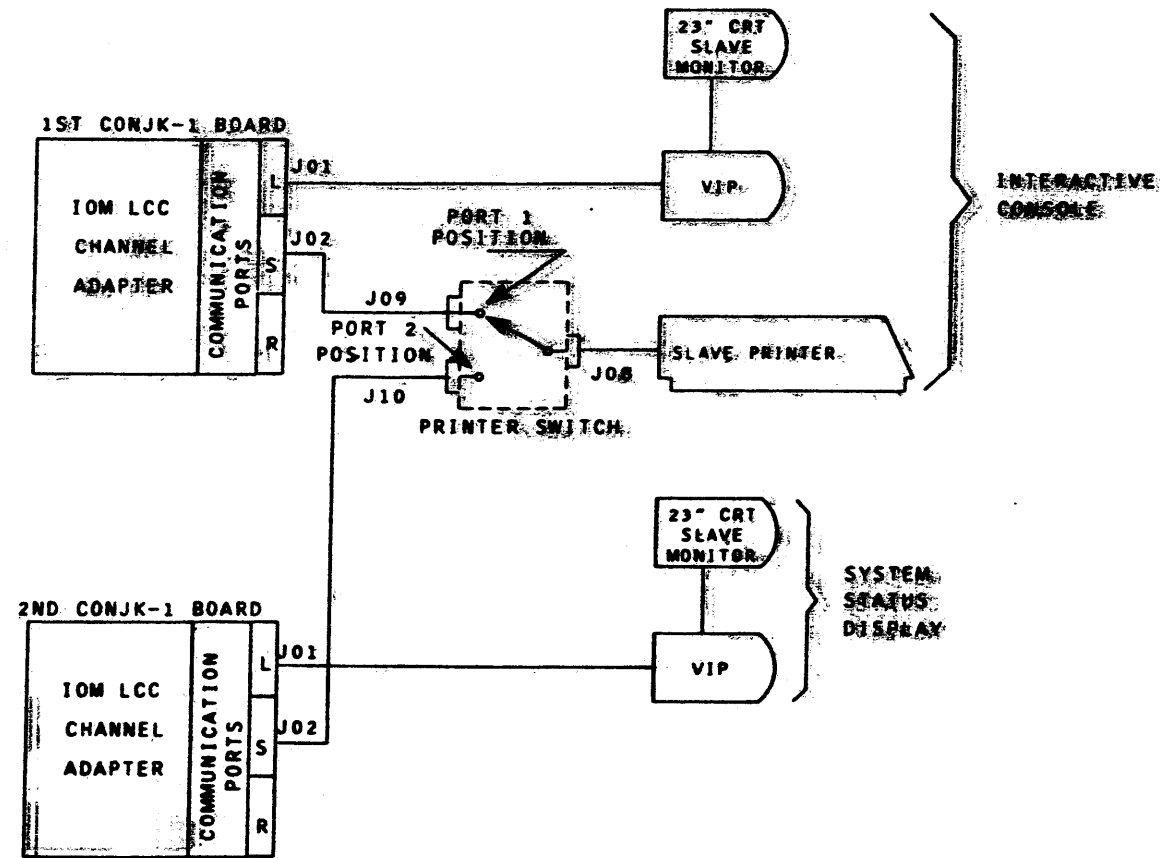 23" CRT
SLAVE
MONITOR
1ST CONJK-1 BOARD
IOM LCC
CHANNEL
ADAPTER
COMMUNICATION
PORTS
L
S
R
J01
J02
VIP
INTERACTIVE
CONSOLE
PORT 1
POSITION
J09
PORT 2
POSITION
J10
J08
SLAVE PRINTER
PRINTER SWITCH
23" CRT
SLAVE
MONITOR
SYSTEM
STATUS
DISPLAY
2ND CONJK-1 BOARD
IOM LCC
CHANNEL
ADAPTER
COMMUNICATION
PORTS
L
S
R
J01
J02
VIP